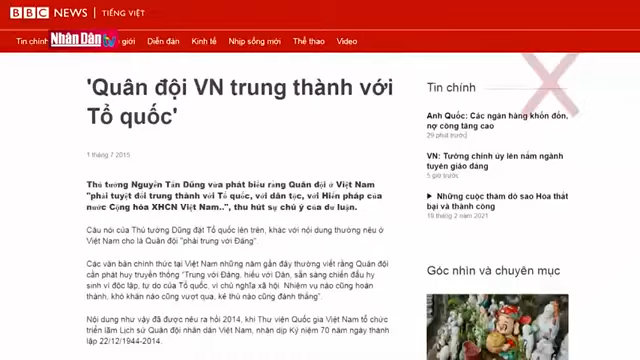 BBC NEWS TIẾNG VIỆT
Tin chính Nhân Dân TV giới Diễn đàn Kinh tế Nhịp sống mới Thể thao Video
'Quân đội VN trung thành với
Tổ quốc'
1 tháng 7 2015
Thủ tướng Nguyễn Tấn Dũng vừa phát biểu rằng Quân đội ở Việt Nam
"phải tuyệt đối trung thành với Tổ quốc, với dân tộc, với Hiến pháp của
nước Cộng hòa XHCN Việt Nam..", thu hút sự chú ý của dư luận.
Câu nói của Thủ tướng Dũng đặt Tổ quốc lên trên, khác với nội dung thường nêu ở
Việt Nam cho là Quân đội "phải trung với Đảng".
Các văn bản chính thức tại Việt Nam những năm gần đây thường viết rằng Quân đội
cần phát huy truyền thống "Trung với Đảng, hiếu với Dân, sẵn sàng chiến đấu hy
sinh vì độc lập, tự do của Tổ quốc, vì chủ nghĩa xã hội. Nhiệm vụ nào cũng hoàn
thành, khó khăn nào cũng vượt qua, kẻ thù nào cũng đánh thắng".
Nội dung như vậy đã được nêu ra hồi 2014, khi Thư viện Quốc gia Việt Nam tổ chức
triển lãm Lịch sử Quân đội nhân dân Việt Nam, nhân dịp Kỷ niệm 70 năm ngày thành
lập 22/12/1944-2014.
Tin chính
Anh Quốc: Các ngân hàng khốn đốn,
nợ công tăng cao
29 phút trước
VN: Tướng chính ủy lên nắm ngành
tuyên giáo đảng
5 giờ trước
Những cuộc thám dò sao Hỏa thất
bại và thành công
19 tháng 2 2021
Góc nhìn và chuyên mục